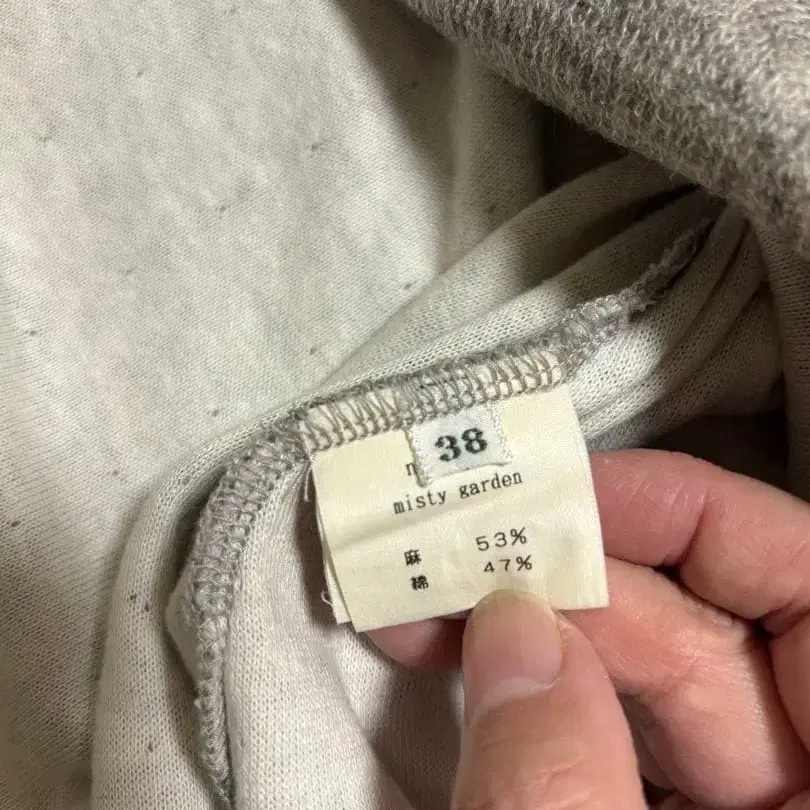 38
misty garden
麻 53%
綿 47%